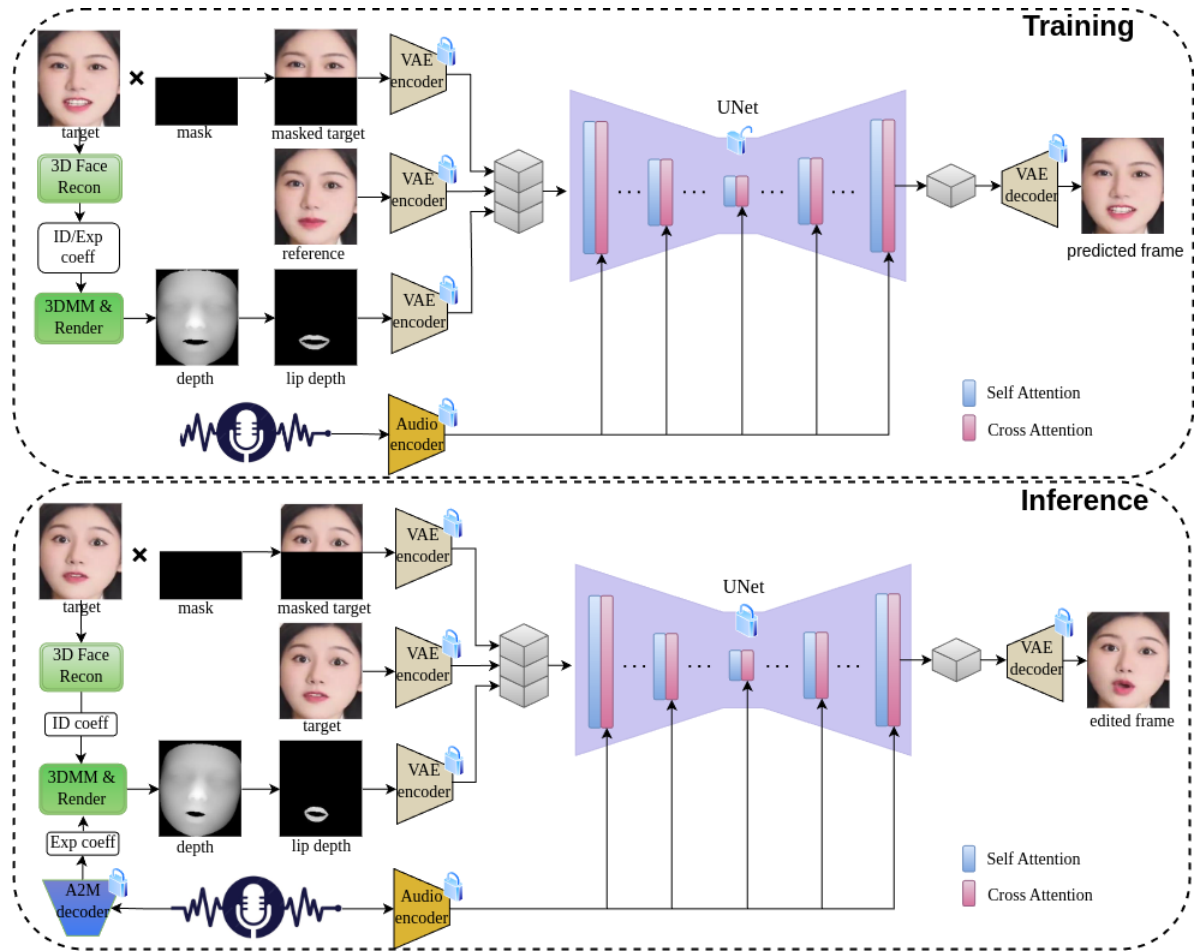 Training
target
mask
masked target
VAE
encoder
3D Face
Recon
ID/Exp
coeff
3DMM &
Render
reference
VAE
encoder
depth
lip depth
VAE
encoder
Audio
encoder
UNet
...
...
...
...
VAE
decoder
predicted frame
Self Attention
Cross Attention
Inference
target
mask
masked target
VAE
encoder
3D Face
Recon
ID coeff
3DMM &
Render
Exp coeff
A2M
decoder
target
VAE
encoder
depth
lip depth
VAE
encoder
Audio
encoder
UNet
...
...
...
...
VAE
decoder
edited frame
Self Attention
Cross Attention